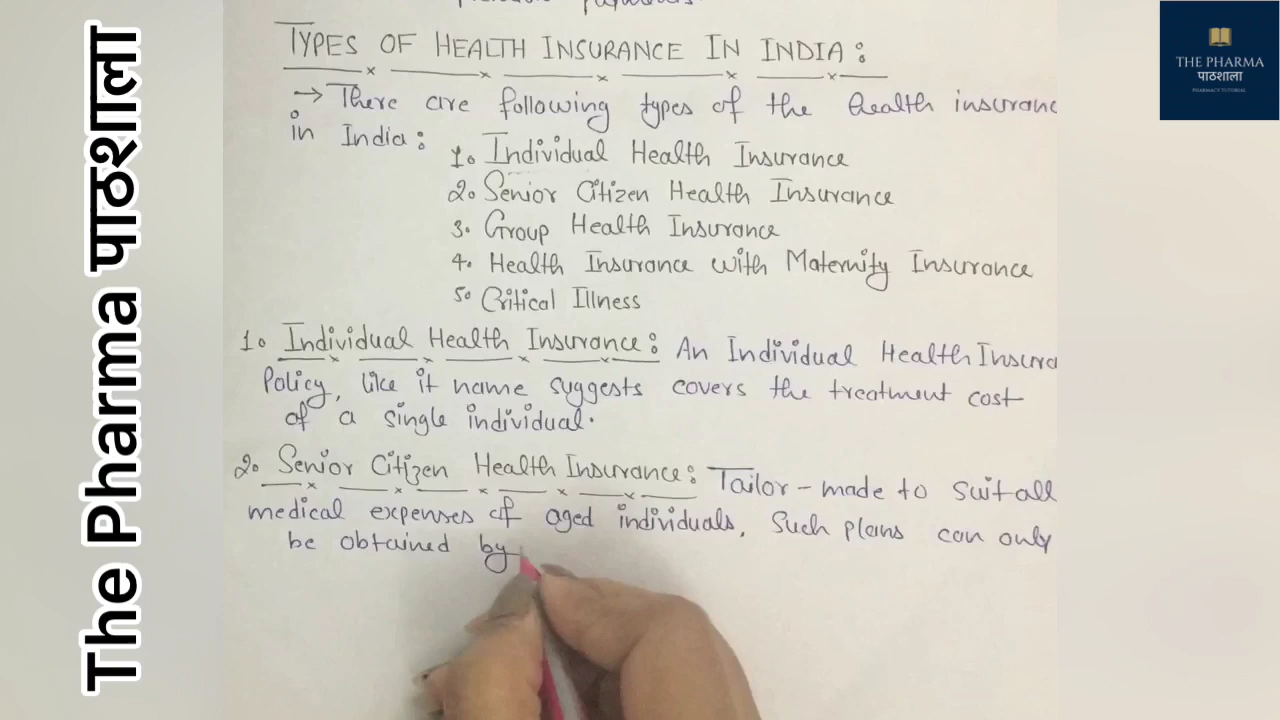 The Pharma पाठशाला
THE PHARMA
पाठशाला
PHARMACY TUTORIAL
TYPES OF HEALTH INSURANCE IN INDIA:
→ There are following types of the health insuranc
in India:
1. Individual Health Insurance
2. Senior Citizen Health Insurance
3. Group Health Insurance
4. Health Insurance with Maternity Insurance
5. Critical Illness
1. Individual Health Insurance: An Individual Health Insura
Policy, like it name suggests covers the treatment cost
of a single individual.
2. Senior Citizen Health Insurance: Tailor-made to suit all
medical expenses of aged individuals, Such plans can only
be obtained by